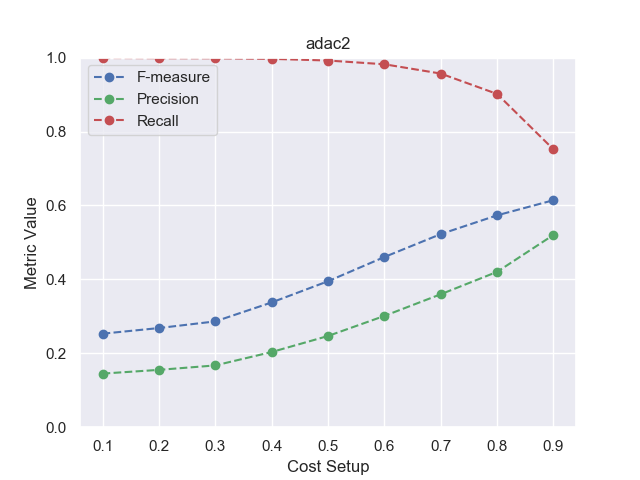 adac2
F-measure
Precision
Recall
Metric Value
1.0
0.8
0.6
0.4
0.2
0.0
0.1 0.2 0.3 0.4 0.5 0.6 0.7 0.8 0.9
Cost Setup